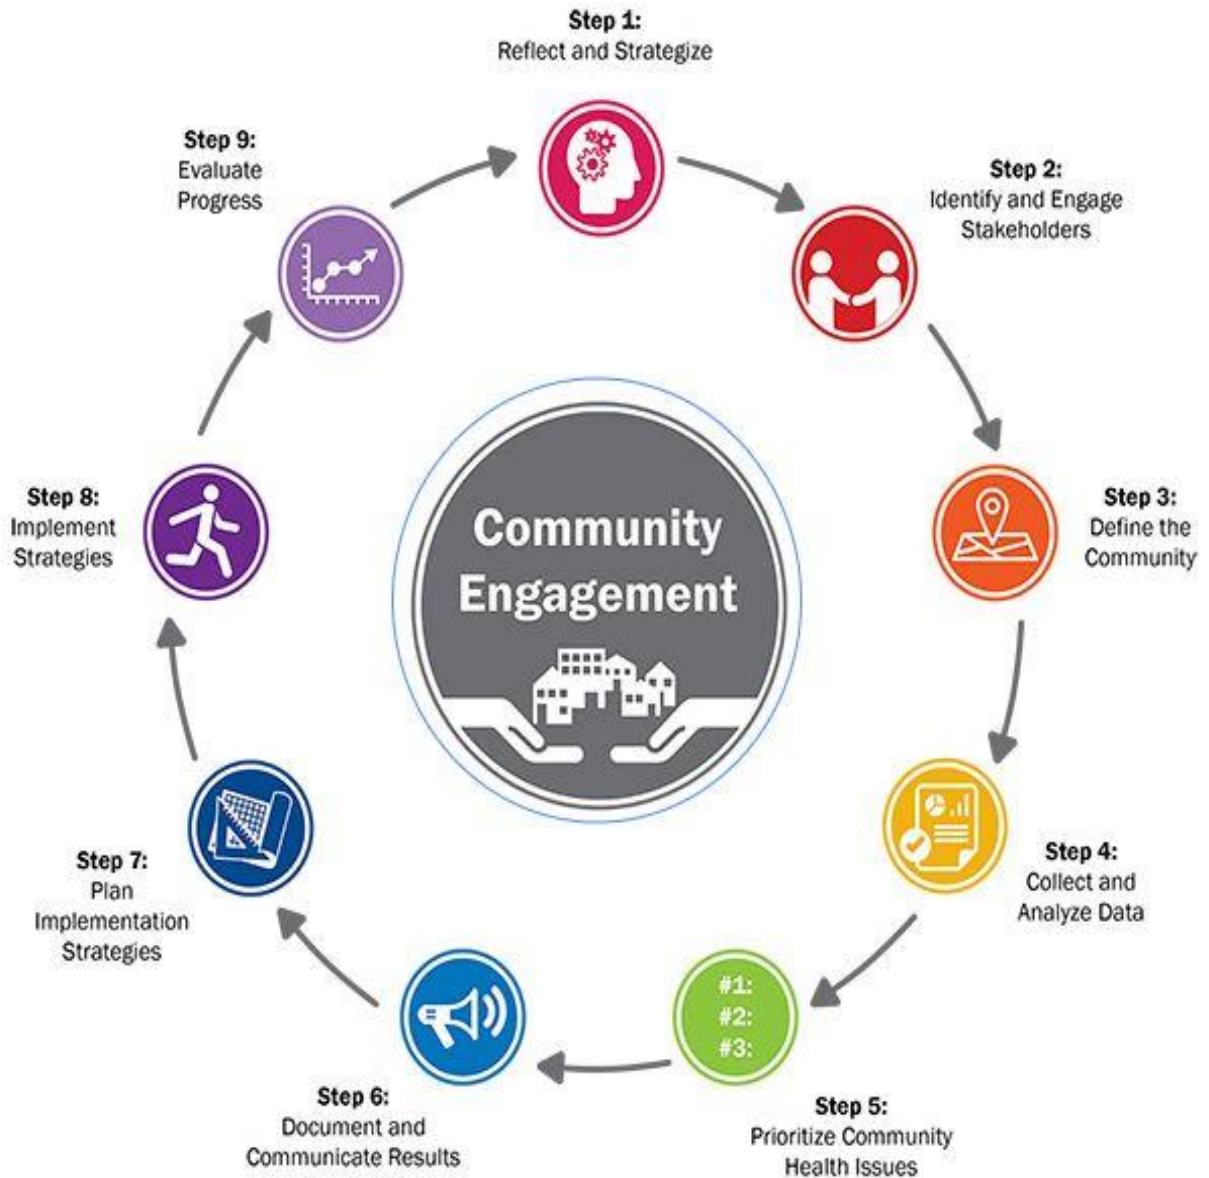 Step 1:
Reflect and Strategize
Step 2:
Identify and Engage
Stakeholders
Step 3:
Define the
Community
Step 4:
Collect and
Analyze Data
#1:
#2:
#3:
Step 5:
Prioritize Community
Health Issues
Step 6:
Document and
Communicate Results
Step 7:
Plan
Implementation
Strategies
Step 8:
Implement
Strategies
Step 9:
Evaluate
Progress
Community
Engagement